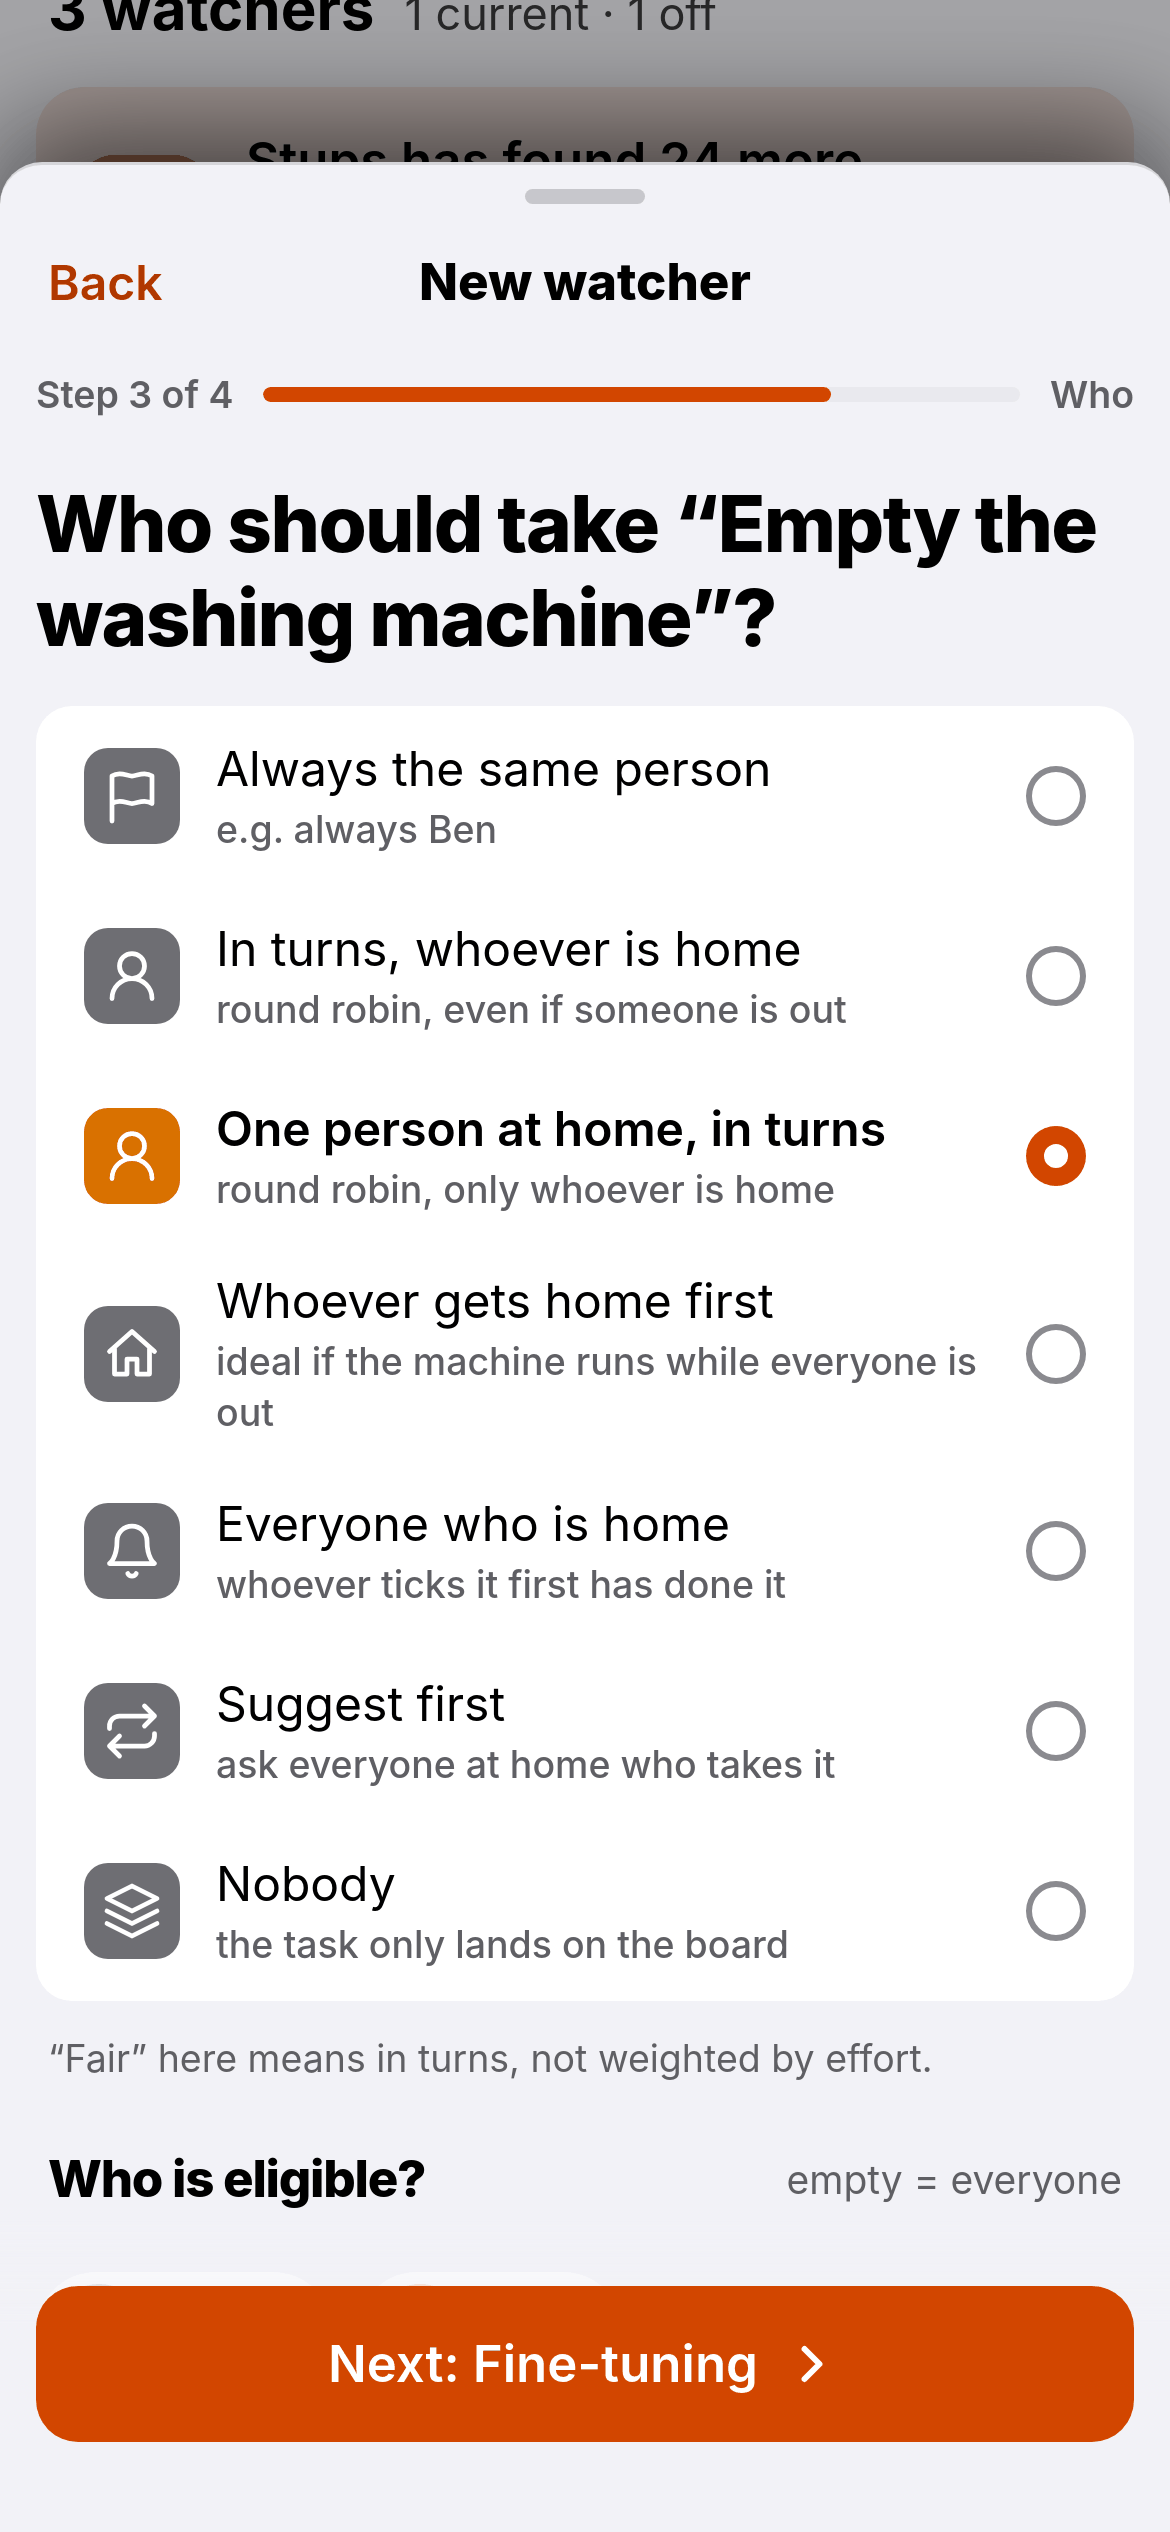 3 watchers 1 current · 1 off
Stups has found 24 more
Back
New watcher
Step 3 of 4
Who
Who should take “Empty the
washing machine”?
Always the same person
e.g. always Ben
In turns, whoever is home
round robin, even if someone is out
One person at home, in turns
round robin, only whoever is home
Whoever gets home first
ideal if the machine runs while everyone is
out
Everyone who is home
whoever ticks it first has done it
Suggest first
ask everyone at home who takes it
Nobody
the task only lands on the board
“Fair” here means in turns, not weighted by effort.
Who is eligible?
empty = everyone
Next: Fine-tuning